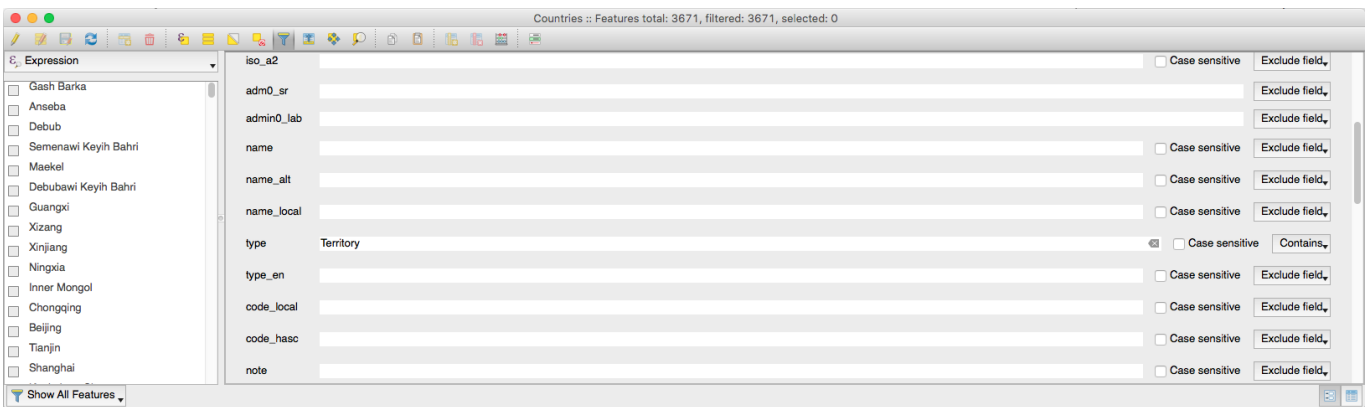 Countries :: Features total: 3671, filtered: 3671, selected: 0
Expression
Gash Barka
Anseba
Debub
Semenawi Keyih Bahri
Maekel
Debubawi Keyih Bahri
Guangxi
Xizang
Xinjiang
Ningxia
Inner Mongol
Chongqing
Beijing
Tianjin
Shanghai
iso_a2 Case sensitive Exclude field
adm0_sr Exclude field
admin0_lab Exclude field
name Case sensitive Exclude field
name_alt Case sensitive Exclude field
name_local Case sensitive Exclude field
type Territory Case sensitive Contains
type_en Case sensitive Exclude field
code_local Case sensitive Exclude field
code_hasc Case sensitive Exclude field
note Case sensitive Exclude field
Show All Features